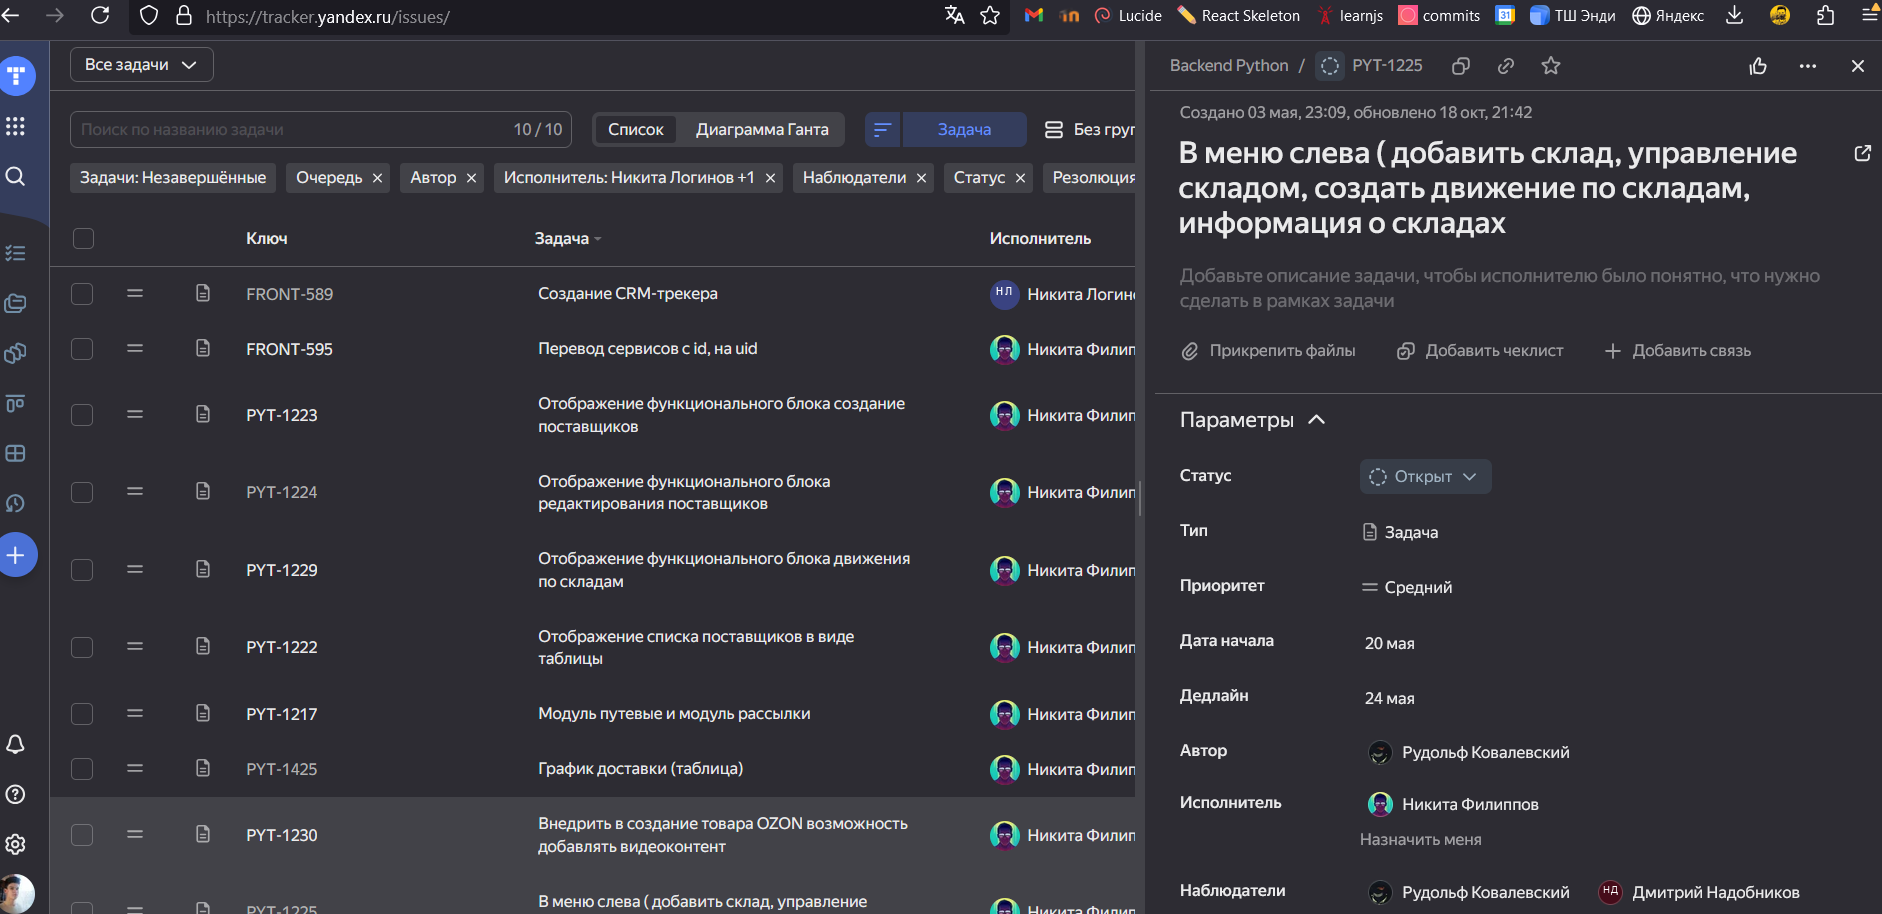 https://tracker.yandex.ru/issues/
in
Lucide
React Skeleton
learnjs
commits
31
ТШ Энди
Яндекс
Все задачи
Поиск по названию задачи
10 / 10
Список
Диаграмма Ганта
Задача
Без груп
Задачи: Незавершённые
Очередь
Автор
Исполнитель: Никита Логинов +1
Наблюдатели
Статус
Резолюция
Ключ
Задача
Исполнитель
FRONT-589
Создание CRM-трекера
НЛ
Никита Логино
FRONT-595
Перевод сервисов с id, на uid
Никита Филип
PYT-1223
Отображение функционального блока создание
поставщиков
Никита Филип
PYT-1224
Отображение функционального блока
редактирования поставщиков
Никита Филип
PYT-1229
Отображение функционального блока движения
по складам
Никита Филип
PYT-1222
Отображение списка поставщиков в виде
таблицы
Никита Филип
PYT-1217
Модуль путевые и модуль рассылки
Никита Филип
PYT-1425
График доставки (таблица)
Никита Филип
PYT-1230
Внедрить в создание товара OZON возможность
добавлять видеоконтент
Никита Филип
PYT-1225
В меню слева ( добавить склад, управление
Никита Филип
Backend Python / PYT-1225
Создано 03 мая, 23:09, обновлено 18 окт, 21:42
В меню слева ( добавить склад, управление
складом, создать движение по складам,
информация о складах
Добавьте описание задачи, чтобы исполнителю было понятно, что нужно
сделать в рамках задачи
Прикрепить файлы
Добавить чеклист
Добавить связь
Параметры
Статус
Открыт
Тип
Задача
Приоритет
Средний
Дата начала
20 мая
Дедлайн
24 мая
Автор
Рудольф Ковалевский
Исполнитель
Никита Филиппов
Назначить меня
Наблюдатели
Рудольф Ковалевский
НД
Дмитрий Надобников